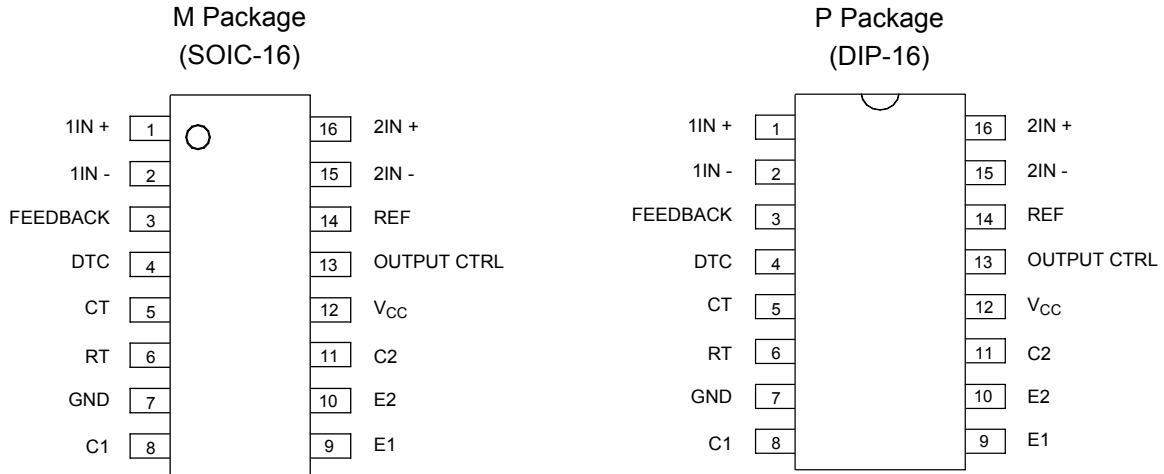 M Package
(SOIC-16)
1IN + 1 16 2IN +
1IN - 2 15 2IN -
FEEDBACK 3 14 REF
DTC 4 13 OUTPUT CTRL
CT 5 12 VCC
RT 6 11 C2
GND 7 10 E2
C1 8 9 E1
P Package
(DIP-16)
1IN + 1 16 2IN +
1IN - 2 15 2IN -
FEEDBACK 3 14 REF
DTC 4 13 OUTPUT CTRL
CT 5 12 VCC
RT 6 11 C2
GND 7 10 E2
C1 8 9 E1